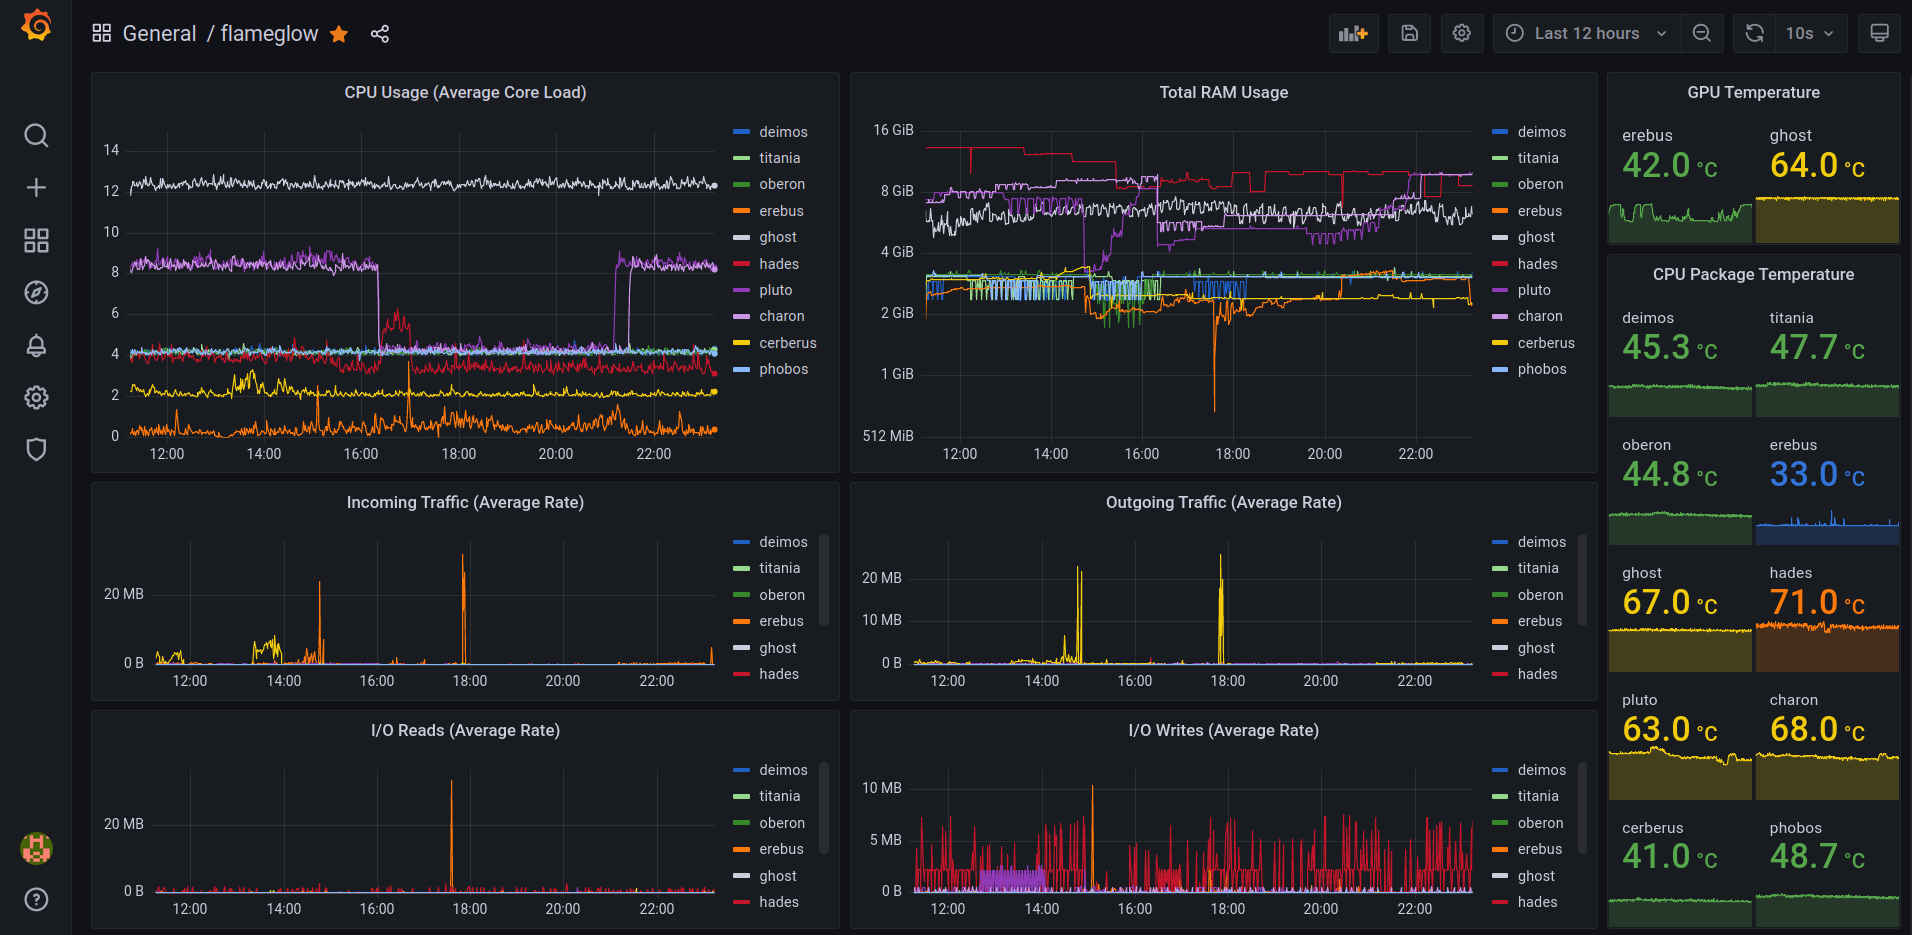 General / flameglow
Last 12 hours
10s
CPU Usage (Average Core Load)
14
12
10
8
6
4
2
0
12:00 14:00 16:00 18:00 20:00 22:00
deimos
titania
oberon
erebus
ghost
hades
pluto
charon
cerberus
phobos
Total RAM Usage
16 GiB
8 GiB
4 GiB
2 GiB
1 GiB
512 MiB
12:00 14:00 16:00 18:00 20:00 22:00
deimos
titania
oberon
erebus
ghost
hades
pluto
charon
cerberus
phobos
GPU Temperature
erebus
42.0 °C
ghost
64.0 °C
CPU Package Temperature
deimos
45.3 °C
titania
47.7 °C
oberon
44.8 °C
erebus
33.0 °C
ghost
67.0 °C
hades
71.0 °C
pluto
63.0 °C
charon
68.0 °C
cerberus
41.0 °C
phobos
48.7 °C
Incoming Traffic (Average Rate)
20 MB
0 B
12:00 14:00 16:00 18:00 20:00 22:00
deimos
titania
oberon
erebus
ghost
hades
Outgoing Traffic (Average Rate)
20 MB
10 MB
0 B
12:00 14:00 16:00 18:00 20:00 22:00
deimos
titania
oberon
erebus
ghost
hades
I/O Reads (Average Rate)
20 MB
0 B
12:00 14:00 16:00 18:00 20:00 22:00
deimos
titania
oberon
erebus
ghost
hades
I/O Writes (Average Rate)
10 MB
5 MB
0 B
12:00 14:00 16:00 18:00 20:00 22:00
deimos
titania
oberon
erebus
ghost
hades